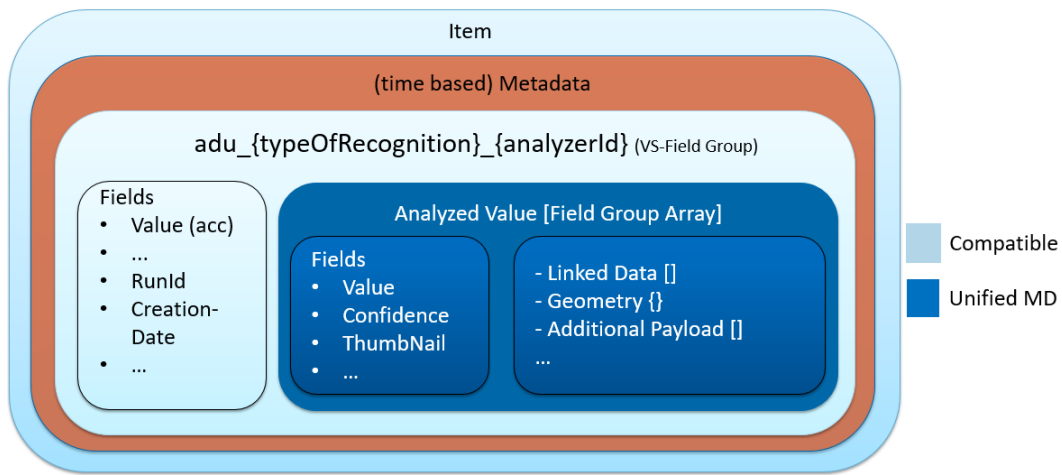 Item
(time based) Metadata
adu_{typeOfRecognition}_{analyzerId} (VS-Field Group)
Fields
• Value (acc)
• ...
• RunId
• Creation-
Date
• ...
Analyzed Value [Field Group Array]
Fields
• Value
• Confidence
• ThumbNail
• ...
- Linked Data []
- Geometry {}
- Additional Payload []
...
Compatible
Unified MD